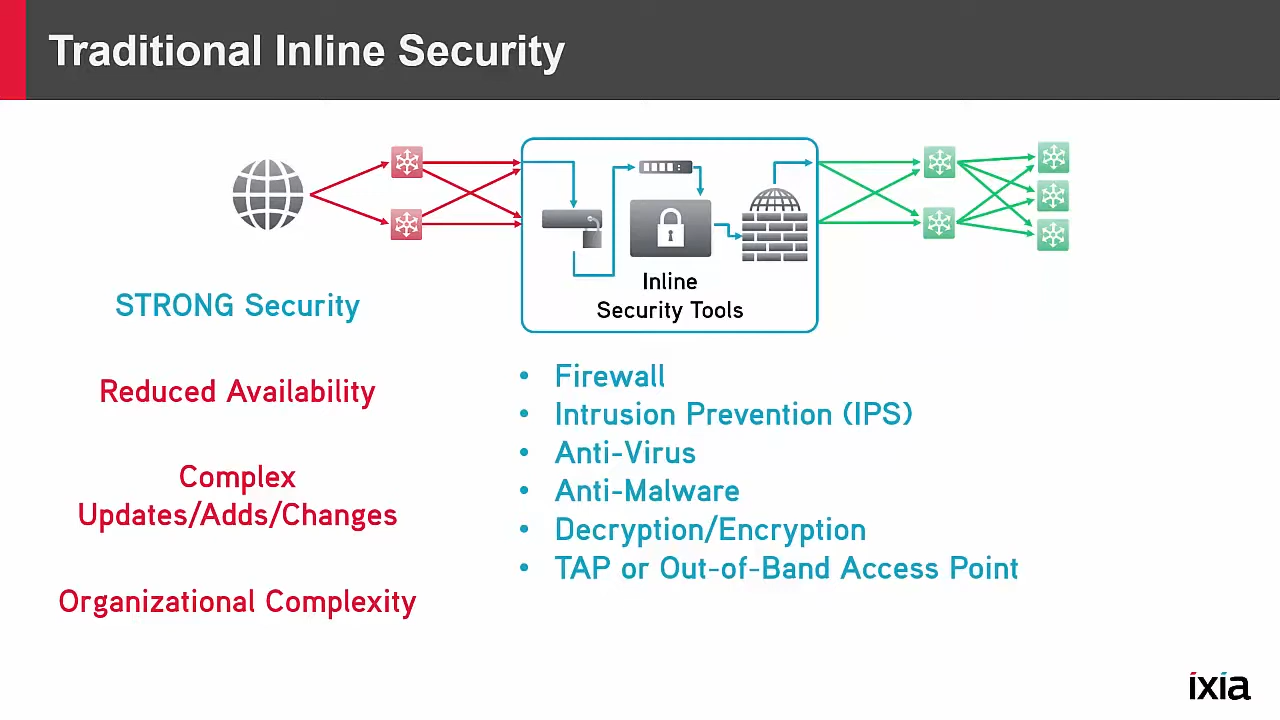 Traditional Inline Security
Inline
Security Tools
STRONG Security
Reduced Availability
Complex
Updates/Adds/Changes
Organizational Complexity
• Firewall
• Intrusion Prevention (IPS)
• Anti-Virus
• Anti-Malware
• Decryption/Encryption
• TAP or Out-of-Band Access Point
ixia